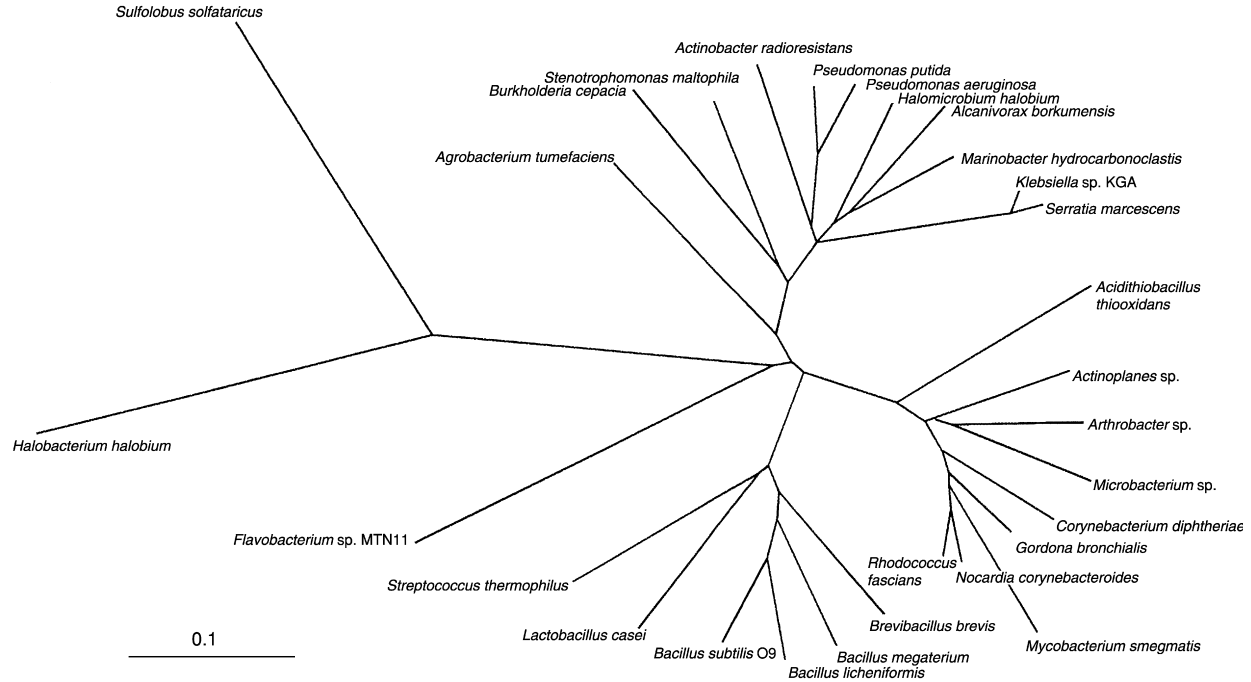 Sulfolobus solfataricus
Actinobacter radioresistans
Pseudomonas putida
Stenotrophomonas maltophila
Pseudomonas aeruginosa
Burkholderia cepacia
Halomicrobium halobium
Alcanivorax borkumensis
Agrobacterium tumefaciens
Marinobacter hydrocarbonoclastis
Klebsiella sp. KGA
Serratia marcescens
Acidithiobacillus
thiooxidans
Actinoplanes sp.
Arthrobacter sp.
Halobacterium halobium
Microbacterium sp.
Corynebacterium diphtheriae
Flavobacterium sp. MTN11
Gordona bronchialis
Rhodococcus
fascians
Nocardia corynebacteroides
Streptococcus thermophilus
Brevibacillus brevis
Lactobacillus casei
0.1
Mycobacterium smegmatis
Bacillus subtilis O9
Bacillus megaterium
Bacillus licheniformis